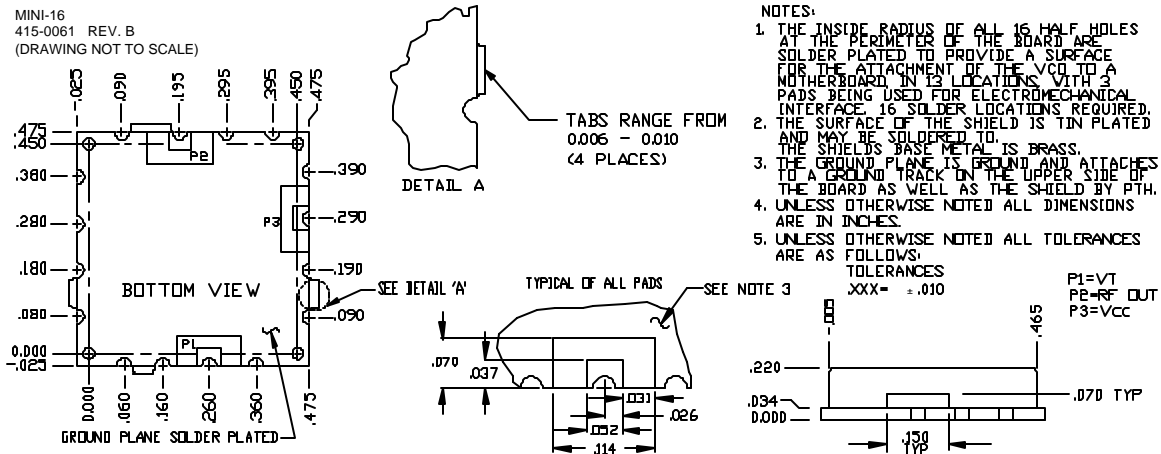 MINI-16
415-0061 REV. B
(DRAWING NOT TO SCALE)
-.025
.090
.195
.295
.395
.450
.475
.475
.450
.380
.280
.180
.080
0.000
-.025
P2
P3
P1
.390
.290
.190
.090
BOTTOM VIEW
SEE DETAIL 'A'
0.000
.060
.160
.260
.360
.475
GROUND PLANE SOLDER PLATED
DETAIL A
TABS RANGE FROM
0.006 - 0.010
(4 PLACES)
TYPICAL OF ALL PADS
SEE NOTE 3
.070
.037
.031
.026
.052
.114
NOTES:
1. THE INSIDE RADIUS OF ALL 16 HALF HOLES
AT THE PERIMETER OF THE BOARD ARE
SOLDER PLATED TO PROVIDE A SURFACE
FOR THE ATTACHMENT OF THE VCO TO A
MOTHERBOARD IN 13 LOCATIONS WITH 3
PADS BEING USED FOR ELECTROMECHANICAL
INTERFACE. 16 SOLDER LOCATIONS REQUIRED.
2. THE SURFACE OF THE SHIELD IS TIN PLATED
AND MAY BE SOLDERED TO.
THE SHIELDS BASE METAL IS BRASS.
3. THE GROUND PLANE IS GROUND AND ATTACHES
TO A GROUND TRACK ON THE UPPER SIDE OF
THE BOARD AS WELL AS THE SHIELD BY PTH.
4. UNLESS OTHERWISE NOTED ALL DIMENSIONS
ARE IN INCHES.
5. UNLESS OTHERWISE NOTED ALL TOLERANCES
ARE AS FOLLOWS:
TOLERANCES
.XXX= ±.010
P1=VT
P2=RF OUT
P3=Vcc
.465
.220
.034
0.000
.070 TYP
.150
TYP